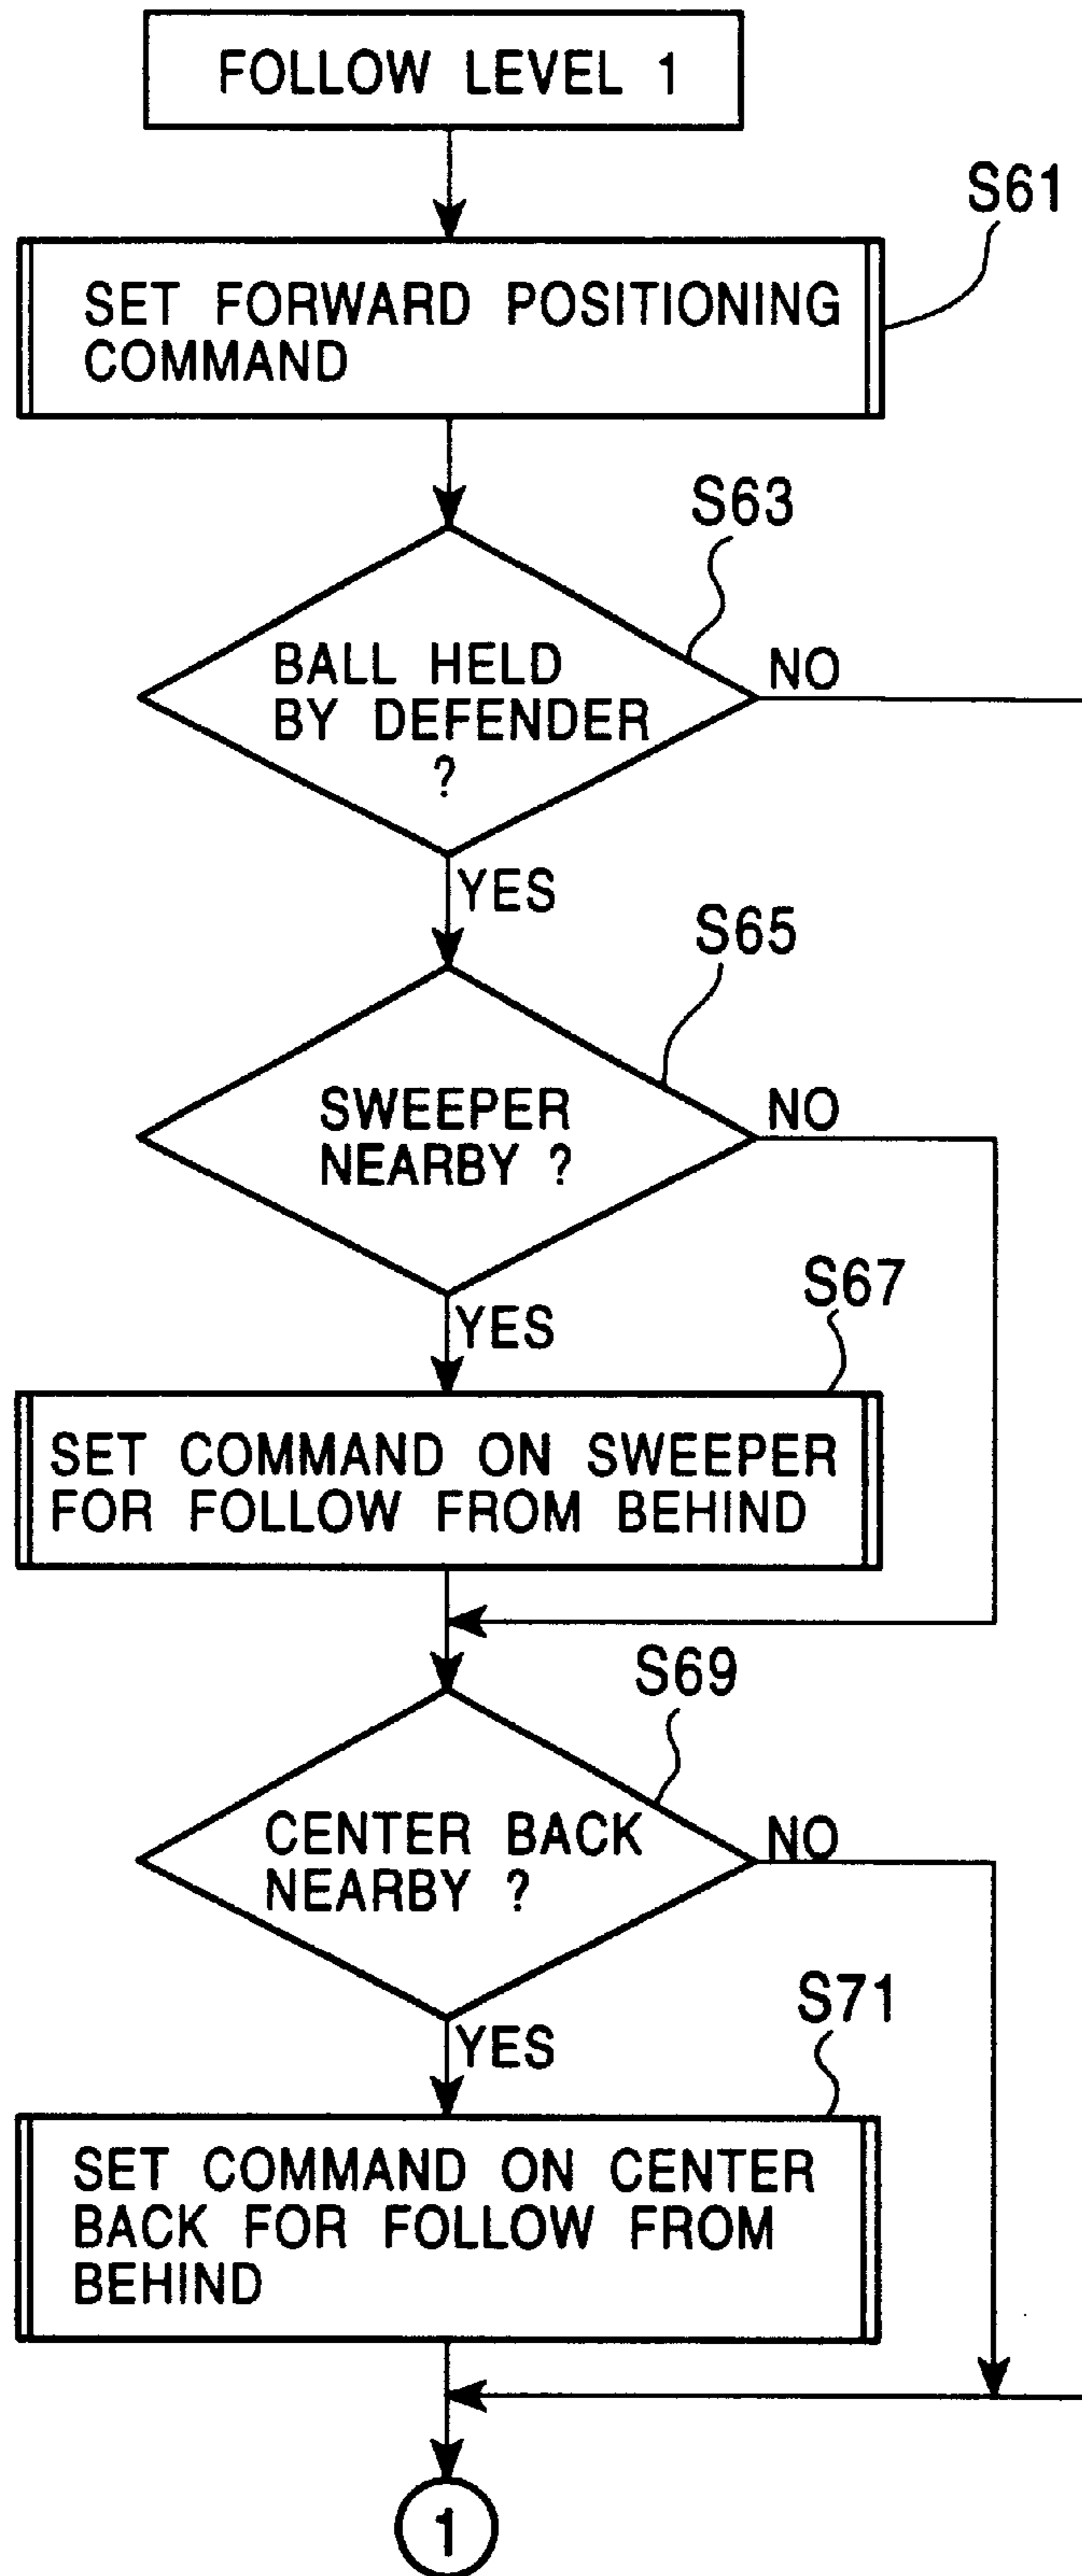 FOLLOW LEVEL 1
S61
SET FORWARD POSITIONING
COMMAND
S63
BALL HELD
BY DEFENDER
?
NO
YES
S65
SWEEPER
NEARBY ?
NO
S67
YES
SET COMMAND ON SWEEPER
FOR FOLLOW FROM BEHIND
S69
CENTER BACK
NEARBY ?
NO
S71
YES
SET COMMAND ON CENTER
BACK FOR FOLLOW FROM
BEHIND
1